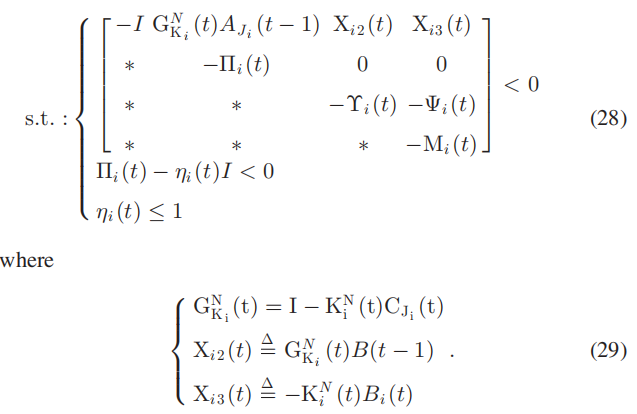 s.t. : { [ −I G^N_{K_i}(t)A_{J_i}(t − 1) X_{i2}(t) X_{i3}(t)
∗ −Π_i(t) 0 0
∗ ∗ −Υ_i(t) −Ψ_i(t)
∗ ∗ ∗ −M_i(t) ] < 0 (28)
Π_i(t) − η_i(t)I < 0
η_i(t) ≤ 1
where
{ G^N_{K_i}(t) = I − K^N_i(t)C_{J_i}(t)
X_{i2}(t) ≜ G^N_{K_i}(t)B(t − 1) . (29)
X_{i3}(t) ≜ −K^N_i(t)B_i(t)